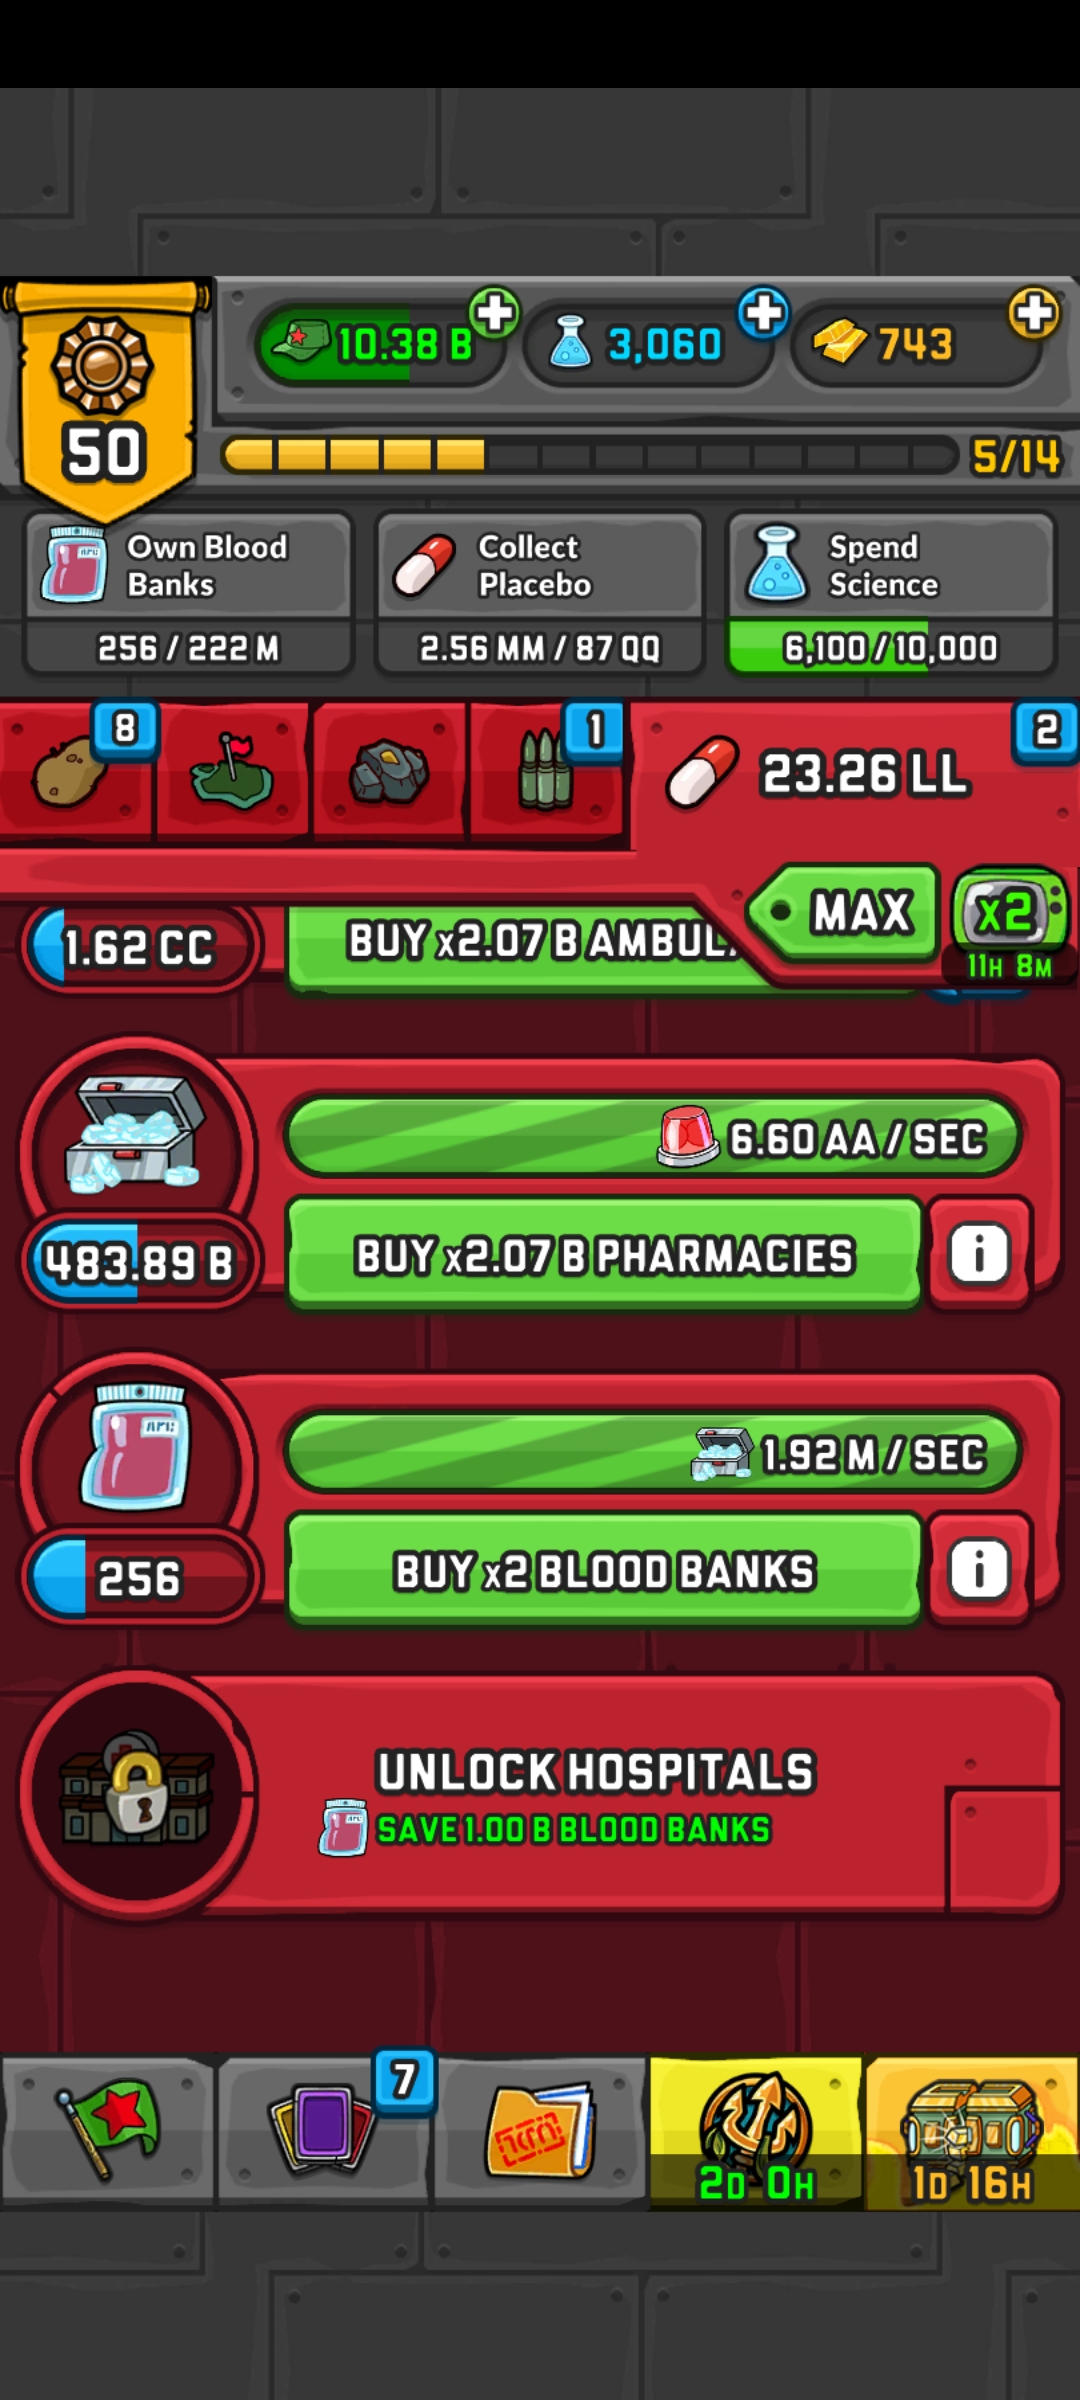 10.38 B
3,060
743
50
5/14
Own Blood
Banks
Collect
Placebo
Spend
Science
256 / 222 M
2.56 MM / 87 QQ
6,100 / 10,000
8
1
2
23.26 LL
MAX
x2
11H 8M
1.62 CC
BUY x2.07 B AMBUL
6.60 AA / SEC
483.89 B
BUY x2.07 B PHARMACIES
i
1.92 M / SEC
256
BUY x2 BLOOD BANKS
i
UNLOCK HOSPITALS
SAVE 1.00 B BLOOD BANKS
7
2D 0H
1D 16H